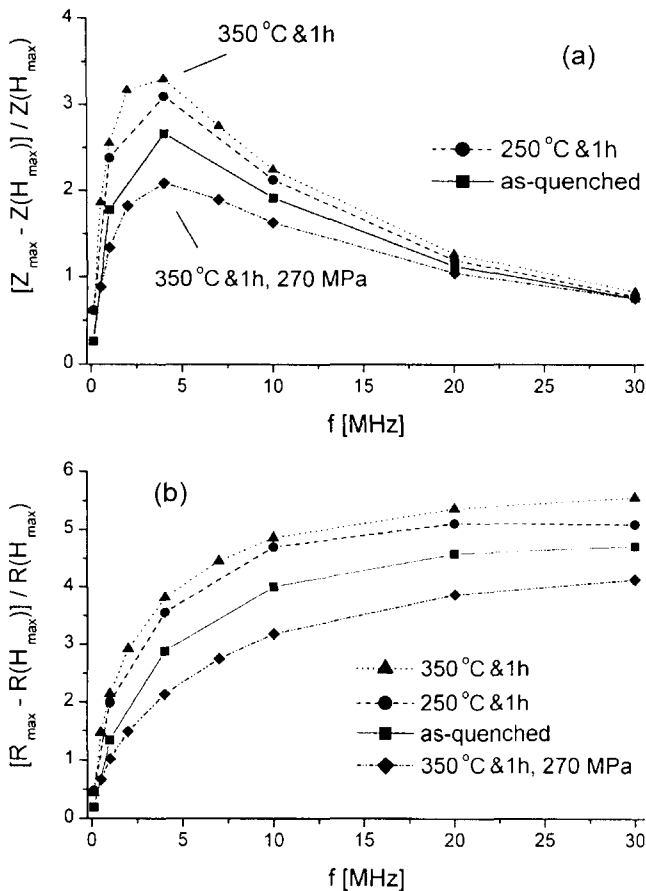 350 °C &1h
(a)
4
3
2
1
0
[Z_max - Z(H_max)] / Z(H_max)
250 °C &1h
as-quenched
350 °C &1h, 270 MPa
0 5 10 15 20 25 30
f [MHz]
(b)
6
5
4
3
2
1
0
[R_max - R(H_max)] / R(H_max)
350 °C &1h
250 °C &1h
as-quenched
350 °C &1h, 270 MPa
0 5 10 15 20 25 30
f [MHz]